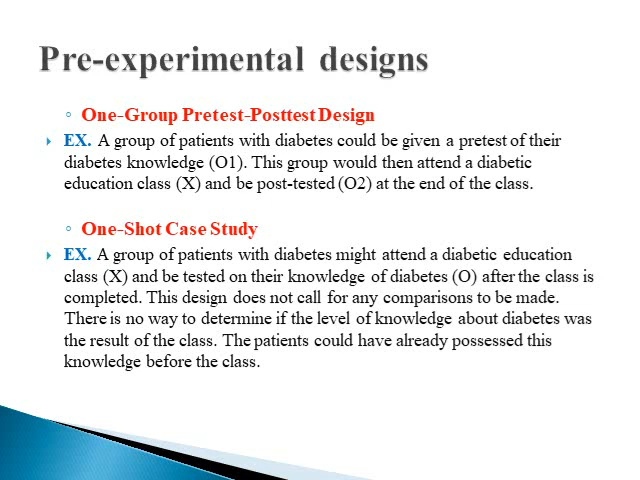 Pre-experimental designs
One-Group Pretest-Posttest Design
EX. A group of patients with diabetes could be given a pretest of their
diabetes knowledge (O1). This group would then attend a diabetic
education class (X) and be post-tested (O2) at the end of the class.
One-Shot Case Study
EX. A group of patients with diabetes might attend a diabetic education
class (X) and be tested on their knowledge of diabetes (O) after the class is
completed. This design does not call for any comparisons to be made.
There is no way to determine if the level of knowledge about diabetes was
the result of the class. The patients could have already possessed this
knowledge before the class.